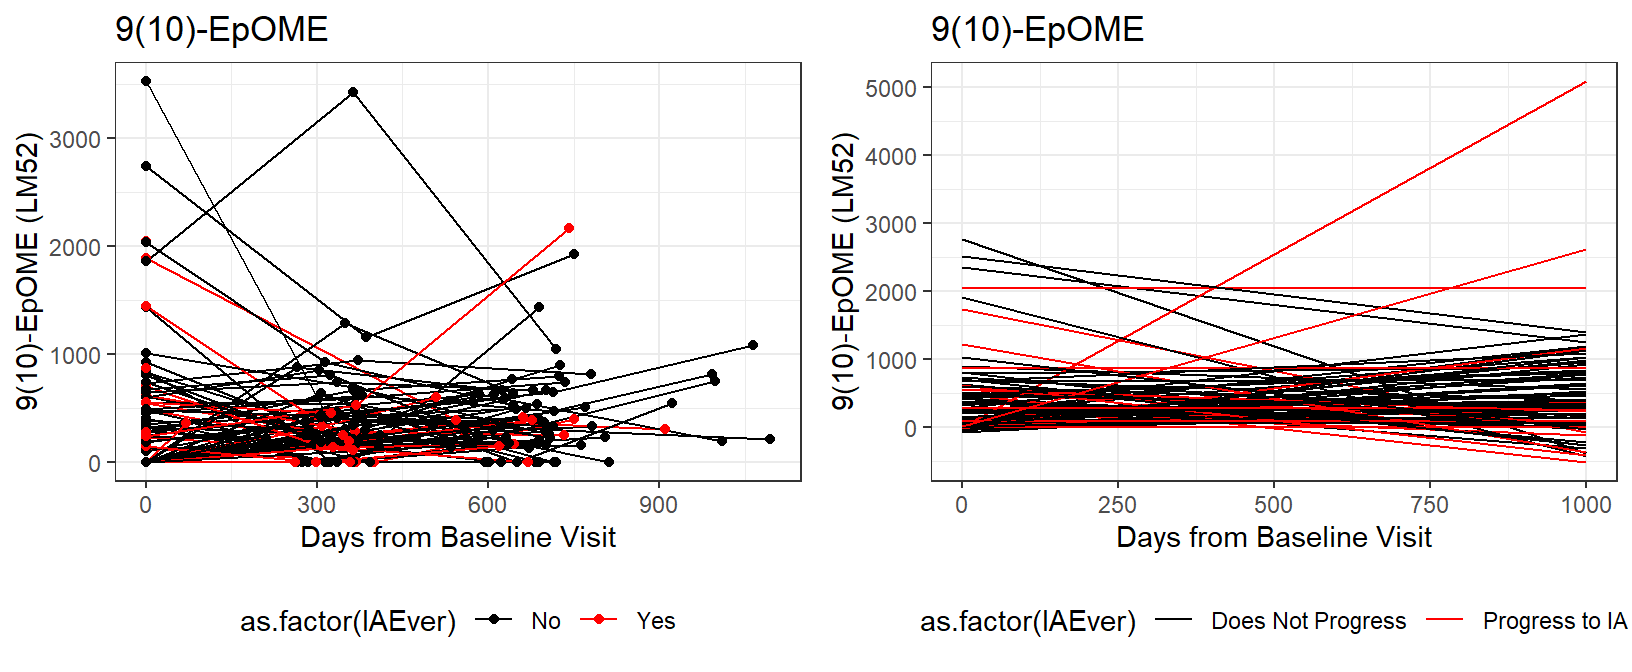 9(10)-EpOME
9(10)-EpOME (LM52)
3000
2000
1000
0
0 300 600 900
Days from Baseline Visit
as.factor(IAEver) No Yes
9(10)-EpOME
9(10)-EpOME (LM52)
5000
4000
3000
2000
1000
0
0 250 500 750 1000
Days from Baseline Visit
as.factor(IAEver) Does Not Progress Progress to IA